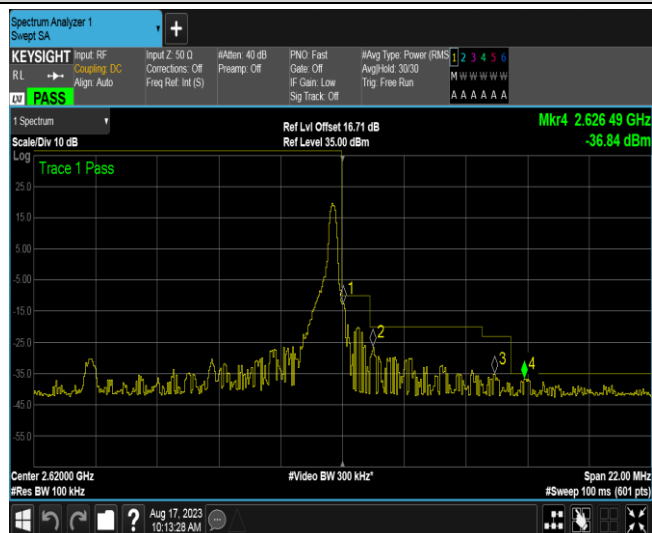 Spectrum Analyzer 1
Swept SA
KEYSIGHT Input: RF Input Z: 50 Ω #Atten: 40 dB PNO: Fast #Avg Type: Power (RMS 1 2 3 4 5 6
RL Coupling: DC Corrections: Off Preamp: Off Gate: Off Avg|Hold: 30/30 M W W W W W
Align: Auto Freq Ref: Int (S) IF Gain: Low Trig: Free Run
Sig Track: Off A A A A A A
LXI PASS
1 Spectrum Ref Lvl Offset 16.71 dB Mkr4 2.626 49 GHz
Scale/Div 10 dB Ref Level 35.00 dBm -36.84 dBm
Log
Trace 1 Pass
25.0
15.0
5.00
-5.00
1
-15.0
2
-25.0
3 4
-35.0
-45.0
-55.0
Center 2.62000 GHz #Video BW 300 kHz* Span 22.00 MHz
#Res BW 100 kHz #Sweep 100 ms (601 pts)
? Aug 17, 2023
10:13:28 AM